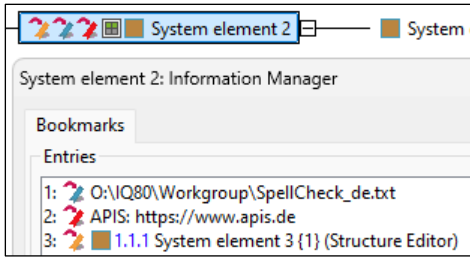 System element 2
System
System element 2: Information Manager
Bookmarks
Entries
1: O:\IQ80\Workgroup\SpellCheck_de.txt
2: APIS: https://www.apis.de
3: 1.1.1 System element 3 {1} (Structure Editor)